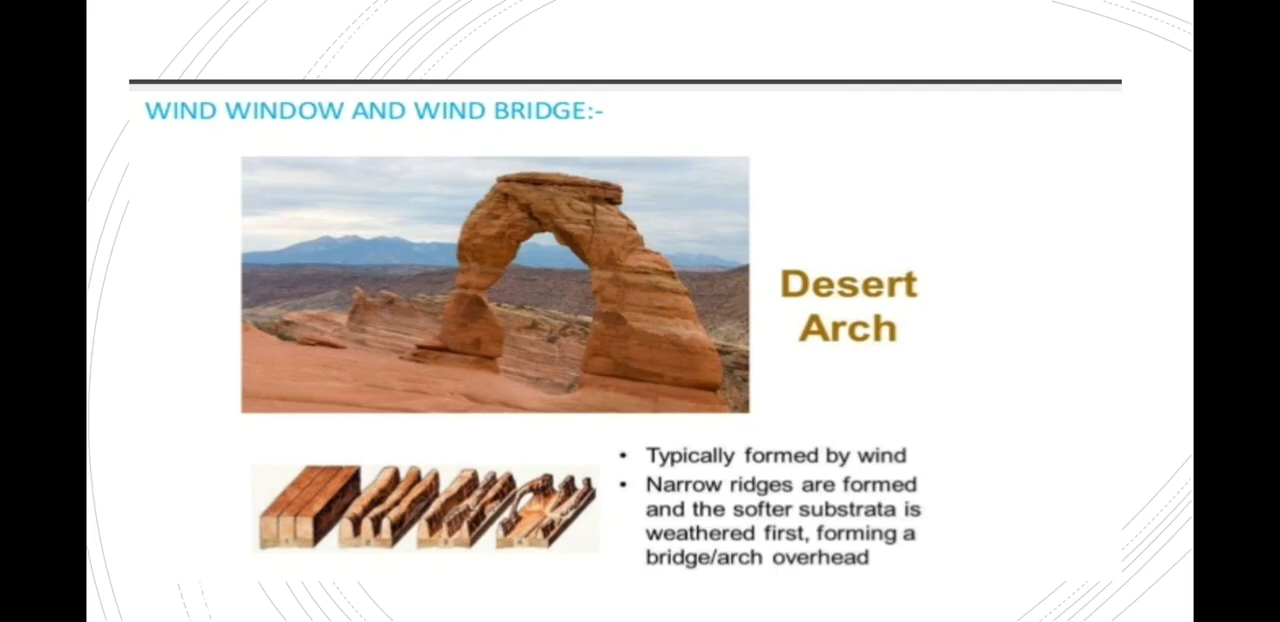 WIND WINDOW AND WIND BRIDGE:-
Desert
Arch
• Typically formed by wind
• Narrow ridges are formed
and the softer substrata is
weathered first, forming a
bridge/arch overhead